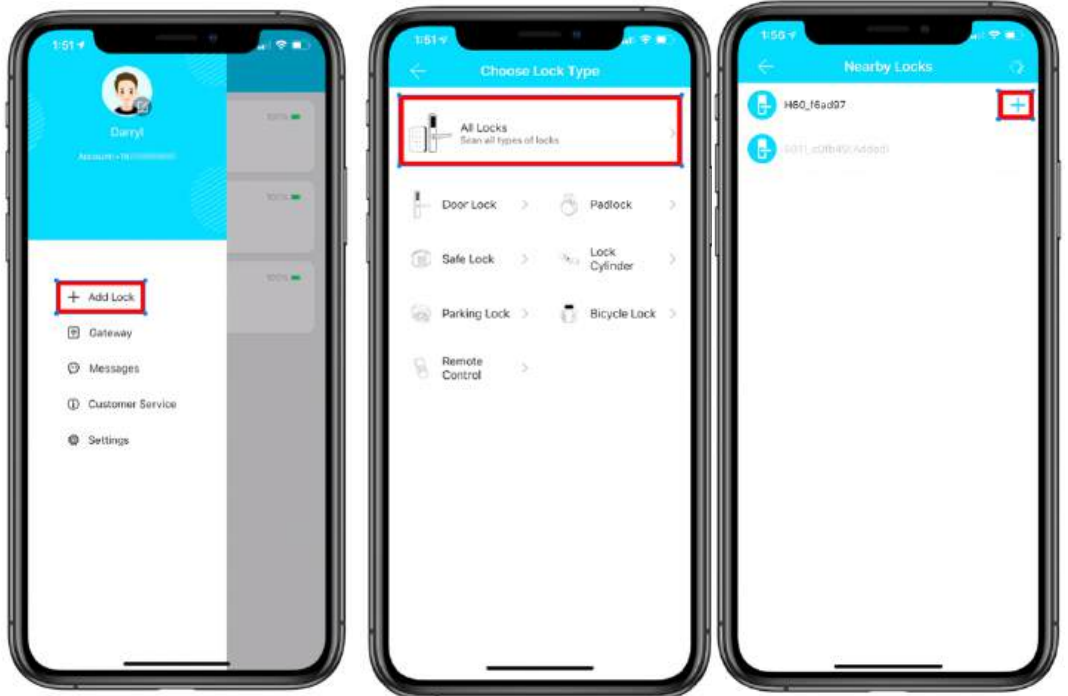 1:51
Darryl
100%
100%
100%
Add Lock
Gateway
Messages
Customer Service
Settings
1:51
Choose Lock Type
All Locks
Scan all types of locks
Door Lock
Padlock
Safe Lock
Lock
Cylinder
Parking Lock
Bicycle Lock
Remote
Control
1:56
Nearby Locks
H60_f6ad97